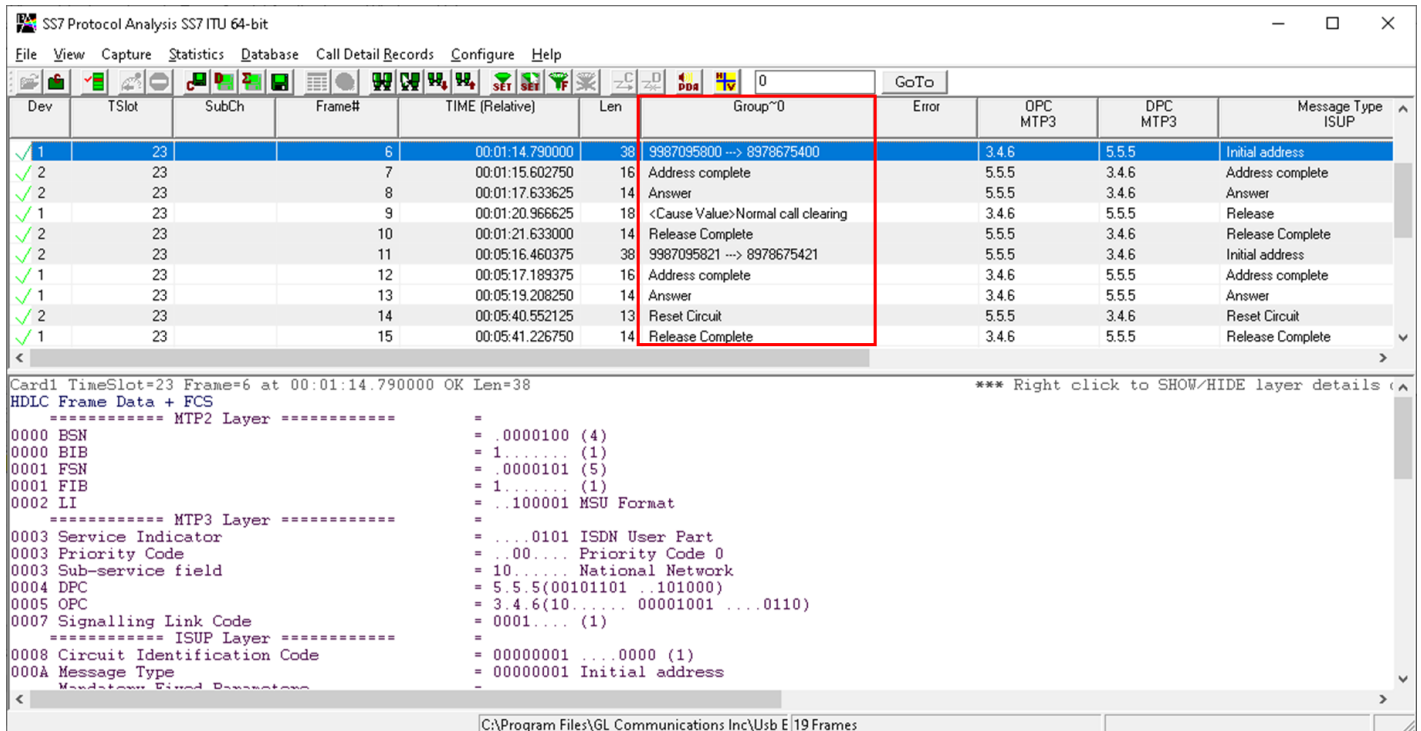 SS7 Protocol Analysis SS7 ITU 64-bit
File View Capture Statistics Database Call Detail Records Configure Help
0 GoTo
Dev TSlot SubCh Frame# TIME (Relative) Len Group~0 Error OPC DPC Message Type
MTP3 MTP3 ISUP
1 23 6 00:01:14.790000 38 9987095800 ---> 8978675400 3.4.6 5.5.5 Initial address
2 23 7 00:01:15.602750 16 Address complete 5.5.5 3.4.6 Address complete
2 23 8 00:01:17.633625 14 Answer 5.5.5 3.4.6 Answer
1 23 9 00:01:20.966625 18 <Cause Value>Normal call clearing 3.4.6 5.5.5 Release
2 23 10 00:01:21.633000 14 Release Complete 5.5.5 3.4.6 Release Complete
2 23 11 00:05:16.460375 38 9987095821 ---> 8978675421 5.5.5 3.4.6 Initial address
1 23 12 00:05:17.189375 16 Address complete 3.4.6 5.5.5 Address complete
1 23 13 00:05:19.208250 14 Answer 3.4.6 5.5.5 Answer
2 23 14 00:05:40.552125 13 Reset Circuit 5.5.5 3.4.6 Reset Circuit
1 23 15 00:05:41.226750 14 Release Complete 3.4.6 5.5.5 Release Complete
Card1 TimeSlot=23 Frame=6 at 00:01:14.790000 OK Len=38 *** Right click to SHOW/HIDE layer details
HDLC Frame Data + FCS
============ MTP2 Layer ============ =
0000 BSN = .0000100 (4)
0000 BIB = 1....... (1)
0001 FSN = .0000101 (5)
0001 FIB = 1....... (1)
0002 LI = ..100001 MSU Format
============ MTP3 Layer ============ =
0003 Service Indicator = ....0101 ISDN User Part
0003 Priority Code = ..00.... Priority Code 0
0003 Sub-service field = 10...... National Network
0004 DPC = 5.5.5(00101101 ..101000)
0005 OPC = 3.4.6(10...... 00001001 ....0110)
0007 Signalling Link Code = 0001.... (1)
============ ISUP Layer ============ =
0008 Circuit Identification Code = 00000001 ....0000 (1)
000A Message Type = 00000001 Initial address
Mandatory Fixed Parameters =
C:\Program Files\GL Communications Inc\Usb E 19 Frames